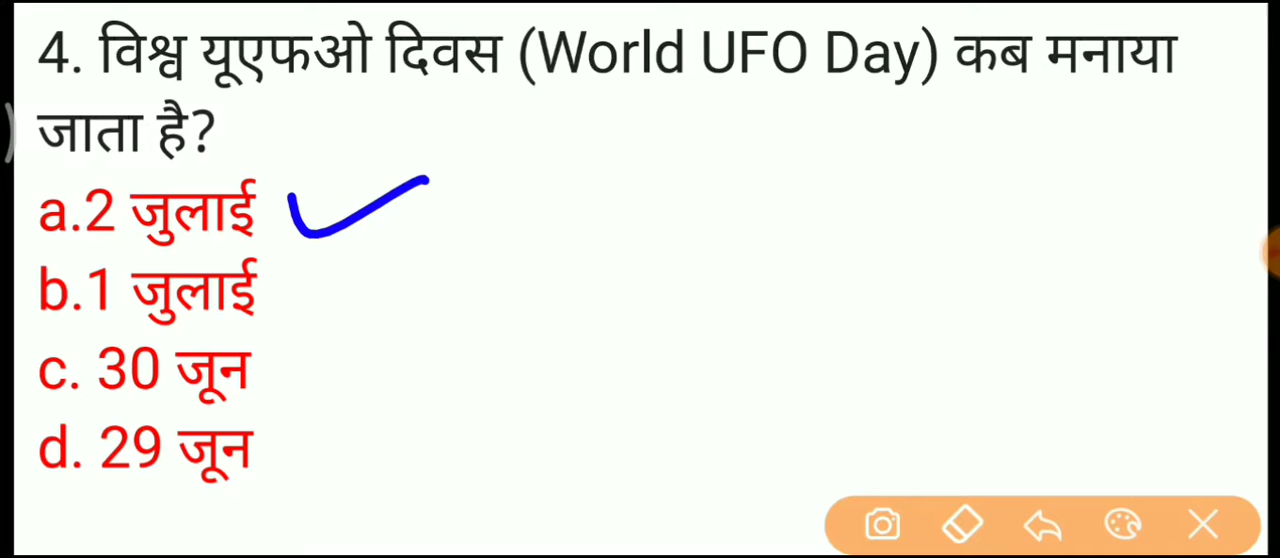 4. विश्व यूएफओ दिवस (World UFO Day) कब मनाया
जाता है?
a.2 जुलाई
b.1 जुलाई
c. 30 जून
d. 29 जून